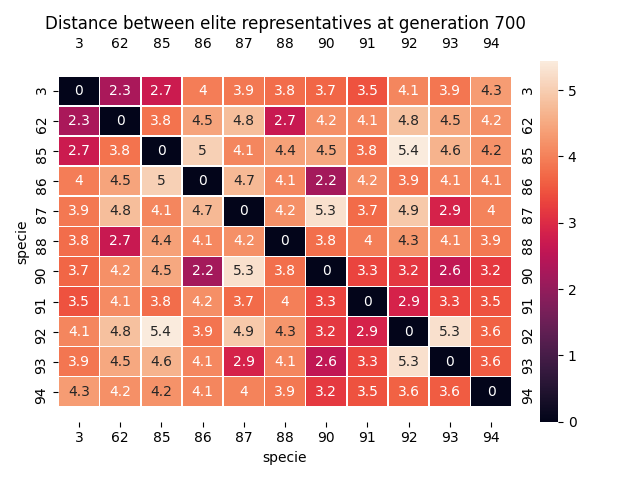 Distance between elite representatives at generation 700
3 62 85 86 87 88 90 91 92 93 94
3 0 2.3 2.7 4 3.9 3.8 3.7 3.5 4.1 3.9 4.3 3
62 2.3 0 3.8 4.5 4.8 2.7 4.2 4.1 4.8 4.5 4.2 62
85 2.7 3.8 0 5 4.1 4.4 4.5 3.8 5.4 4.6 4.2 85
86 4 4.5 5 0 4.7 4.1 2.2 4.2 3.9 4.1 4.1 86
87 3.9 4.8 4.1 4.7 0 4.2 5.3 3.7 4.9 2.9 4 87
88 3.8 2.7 4.4 4.1 4.2 0 3.8 4 4.3 4.1 3.9 88
90 3.7 4.2 4.5 2.2 5.3 3.8 0 3.3 3.2 2.6 3.2 90
91 3.5 4.1 3.8 4.2 3.7 4 3.3 0 2.9 3.3 3.5 91
92 4.1 4.8 5.4 3.9 4.9 4.3 3.2 2.9 0 5.3 3.6 92
93 3.9 4.5 4.6 4.1 2.9 4.1 2.6 3.3 5.3 0 3.6 93
94 4.3 4.2 4.2 4.1 4 3.9 3.2 3.5 3.6 3.6 0 94
3 62 85 86 87 88 90 91 92 93 94
specie
specie
5
4
3
2
1
0